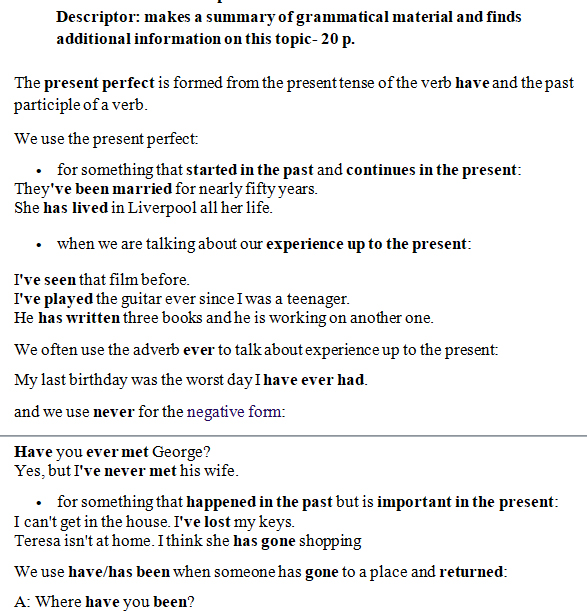 Descriptor: makes a summary of grammatical material and finds
additional information on this topic- 20 p.
The present perfect is formed from the present tense of the verb have and the past
participle of a verb.
We use the present perfect:
• for something that started in the past and continues in the present:
They've been married for nearly fifty years.
She has lived in Liverpool all her life.
• when we are talking about our experience up to the present:
I've seen that film before.
I've played the guitar ever since I was a teenager.
He has written three books and he is working on another one.
We often use the adverb ever to talk about experience up to the present:
My last birthday was the worst day I have ever had.
and we use never for the negative form:
Have you ever met George?
Yes, but I've never met his wife.
• for something that happened in the past but is important in the present:
I can't get in the house. I've lost my keys.
Teresa isn't at home. I think she has gone shopping
We use have/has been when someone has gone to a place and returned:
A: Where have you been?